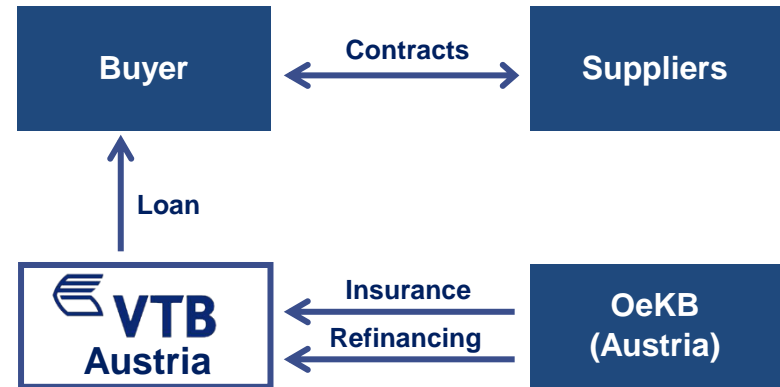 Buyer
Contracts
Suppliers
Loan
VTB
Austria
Insurance
Refinancing
OeKB
(Austria)